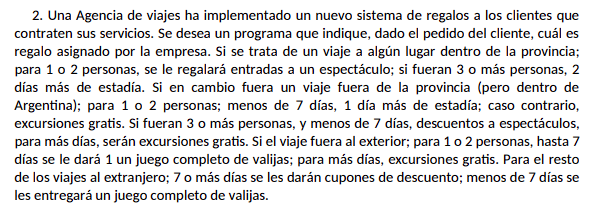 2. Una Agencia de viajes ha implementado un nuevo sistema de regalos a los clientes que
contraten sus servicios. Se desea un programa que indique, dado el pedido del cliente, cuál es
regalo asignado por la empresa. Si se trata de un viaje a algún lugar dentro de la provincia;
para 1 o 2 personas, se le regalará entradas a un espectáculo; si fueran 3 o más personas, 2
días más de estadía. Si en cambio fuera un viaje fuera de la provincia (pero dentro de
Argentina); para 1 o 2 personas; menos de 7 días, 1 día más de estadía; caso contrario,
excursiones gratis. Si fueran 3 o más personas, y menos de 7 días, descuentos a espectáculos,
para más días, serán excursiones gratis. Si el viaje fuera al exterior; para 1 o 2 personas, hasta 7
días se le dará 1 un juego completo de valijas; para más días, excursiones gratis. Para el resto
de los viajes al extranjero; 7 o más días se les darán cupones de descuento; menos de 7 días se
les entregará un juego completo de valijas.